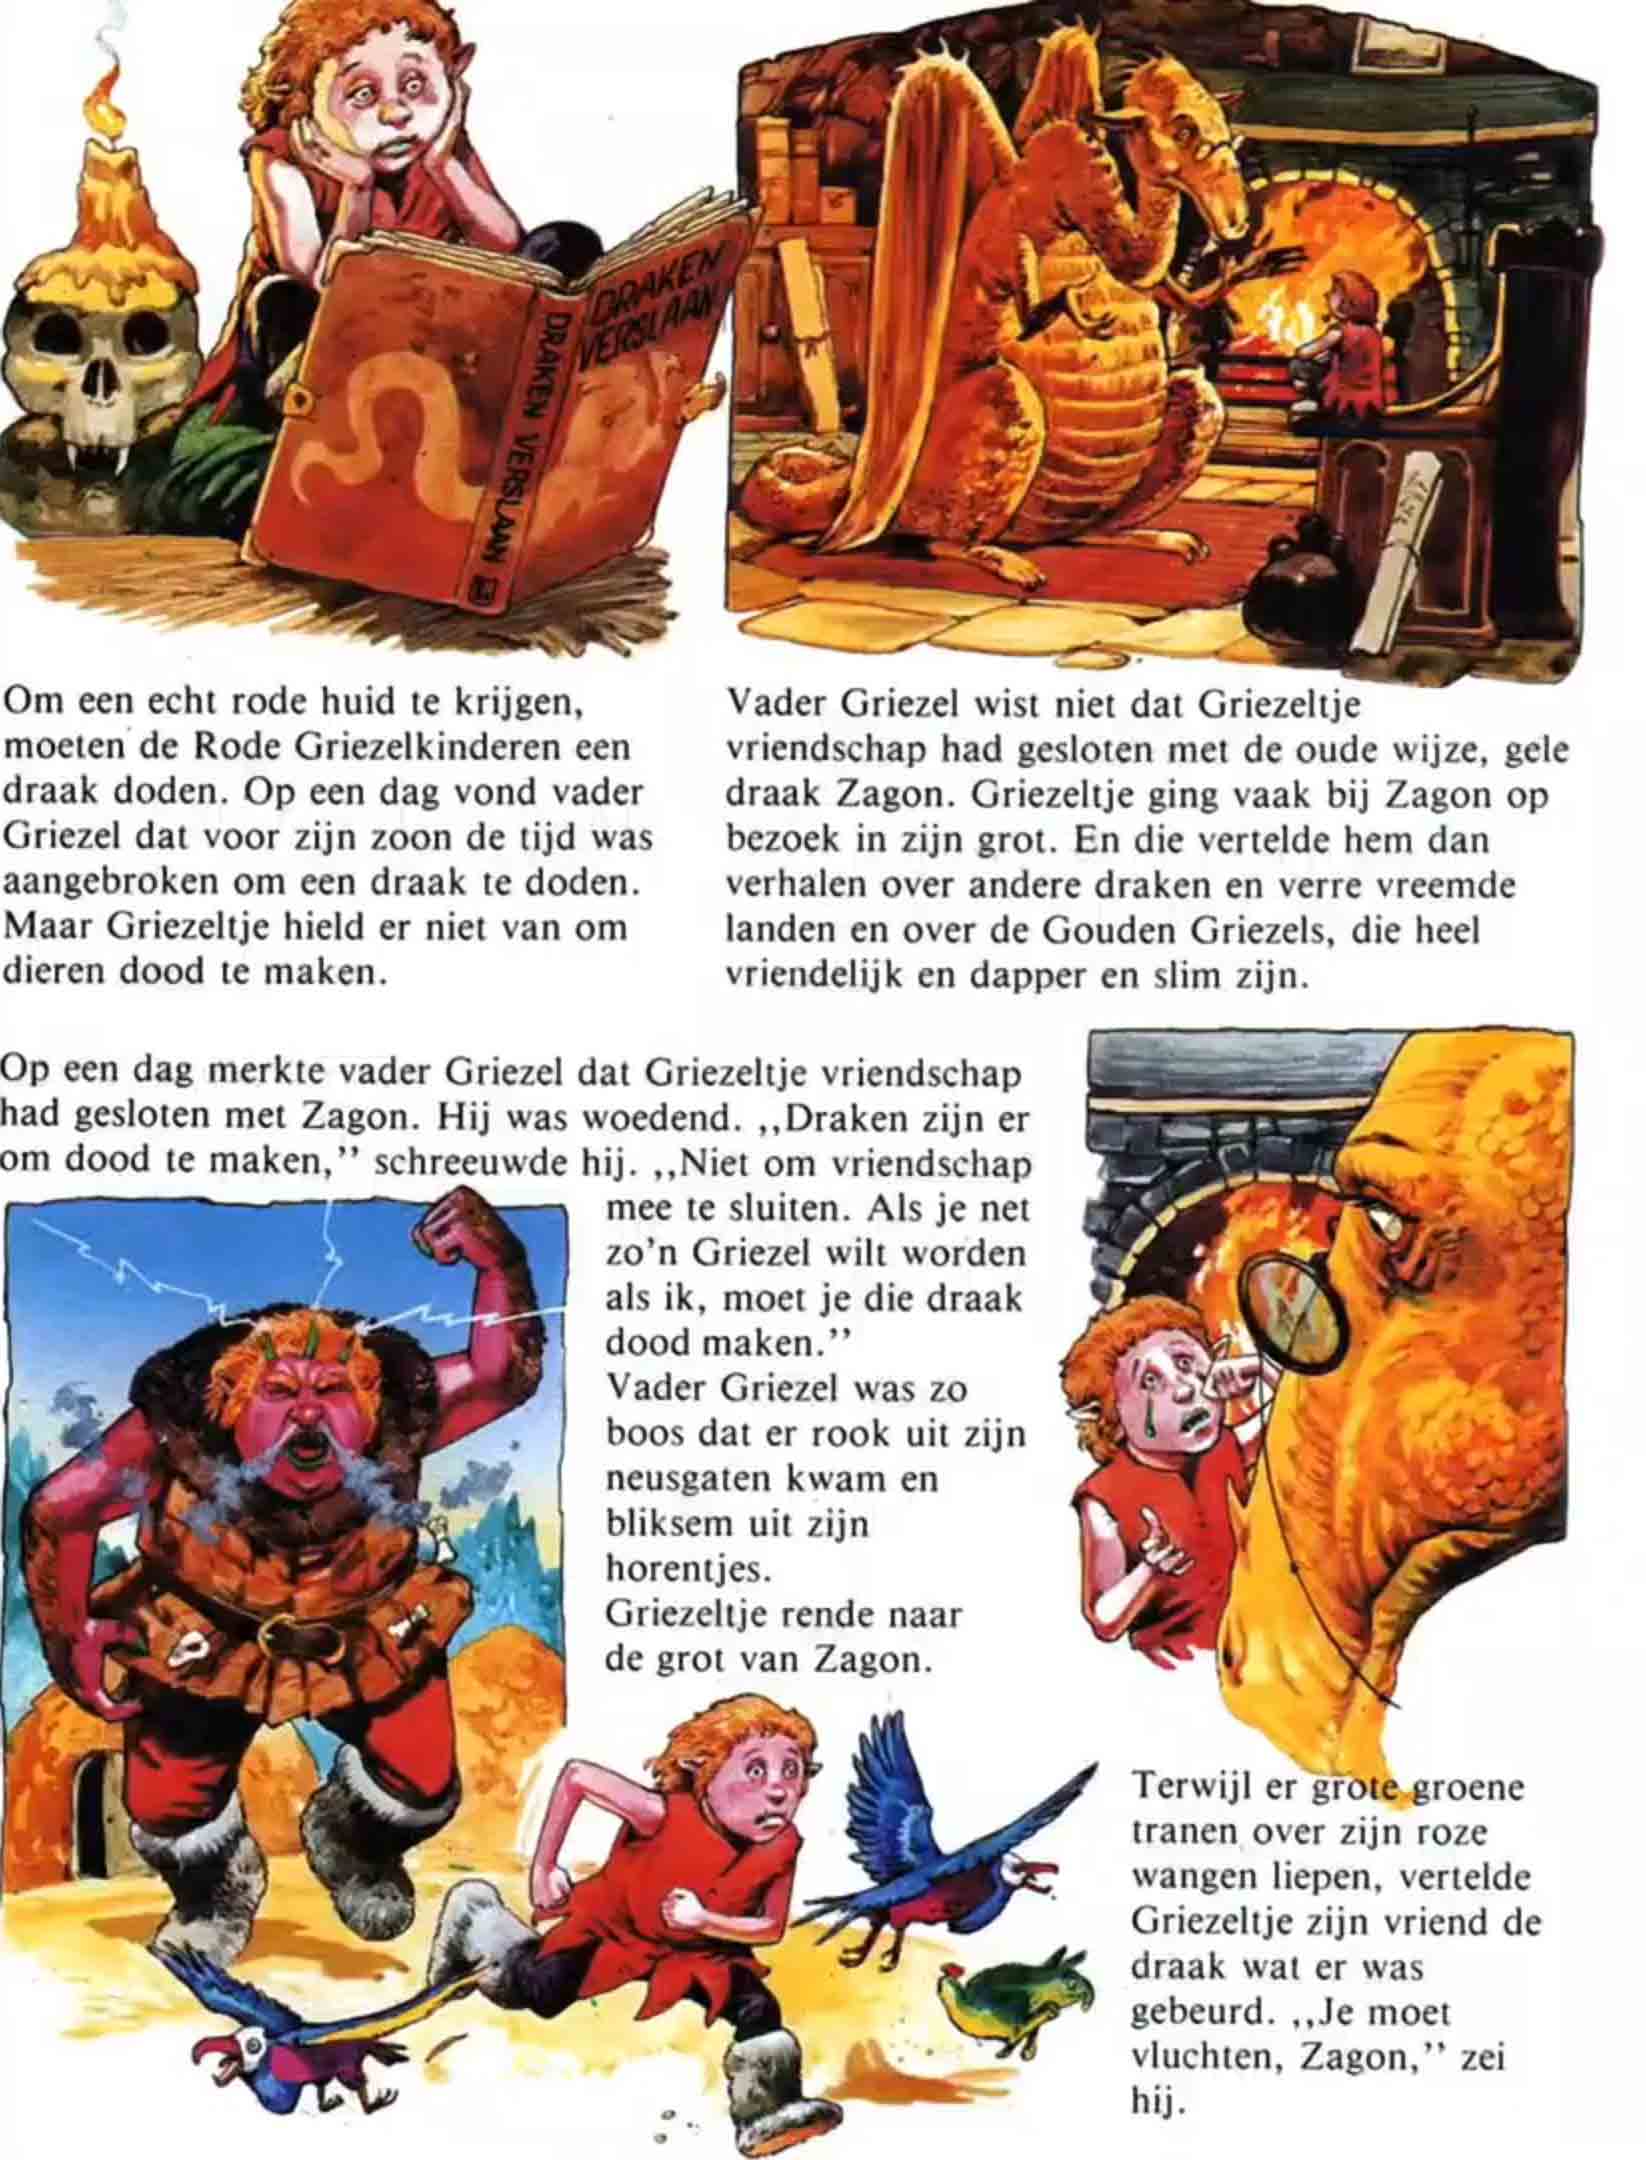 DRAKEN
VERSLAAN
DRAKEN VERSLAAN
Om een echt rode huid te krijgen,
moeten de Rode Griezelkinderen een
draak doden. Op een dag vond vader
Griezel dat voor zijn zoon de tijd was
aangebroken om een draak te doden.
Maar Griezeltje hield er niet van om
dieren dood te maken.
Vader Griezel wist niet dat Griezeltje
vriendschap had gesloten met de oude wijze, gele
draak Zagon. Griezeltje ging vaak bij Zagon op
bezoek in zijn grot. En die vertelde hem dan
verhalen over andere draken en verre vreemde
landen en over de Gouden Griezels, die heel
vriendelijk en dapper en slim zijn.
Op een dag merkte vader Griezel dat Griezeltje vriendschap
had gesloten met Zagon. Hij was woedend. ,,Draken zijn er
om dood te maken,’’ schreeuwde hij. ,,Niet om vriendschap
mee te sluiten. Als je net
zo’n Griezel wilt worden
als ik, moet je die draak
dood maken.’’
Vader Griezel was zo
boos dat er rook uit zijn
neusgaten kwam en
bliksem uit zijn
horentjes.
Griezeltje rende naar
de grot van Zagon.
Terwijl er grote groene
tranen over zijn roze
wangen liepen, vertelde
Griezeltje zijn vriend de
draak wat er was
gebeurd. ,,Je moet
vluchten, Zagon,’’ zei
hij.